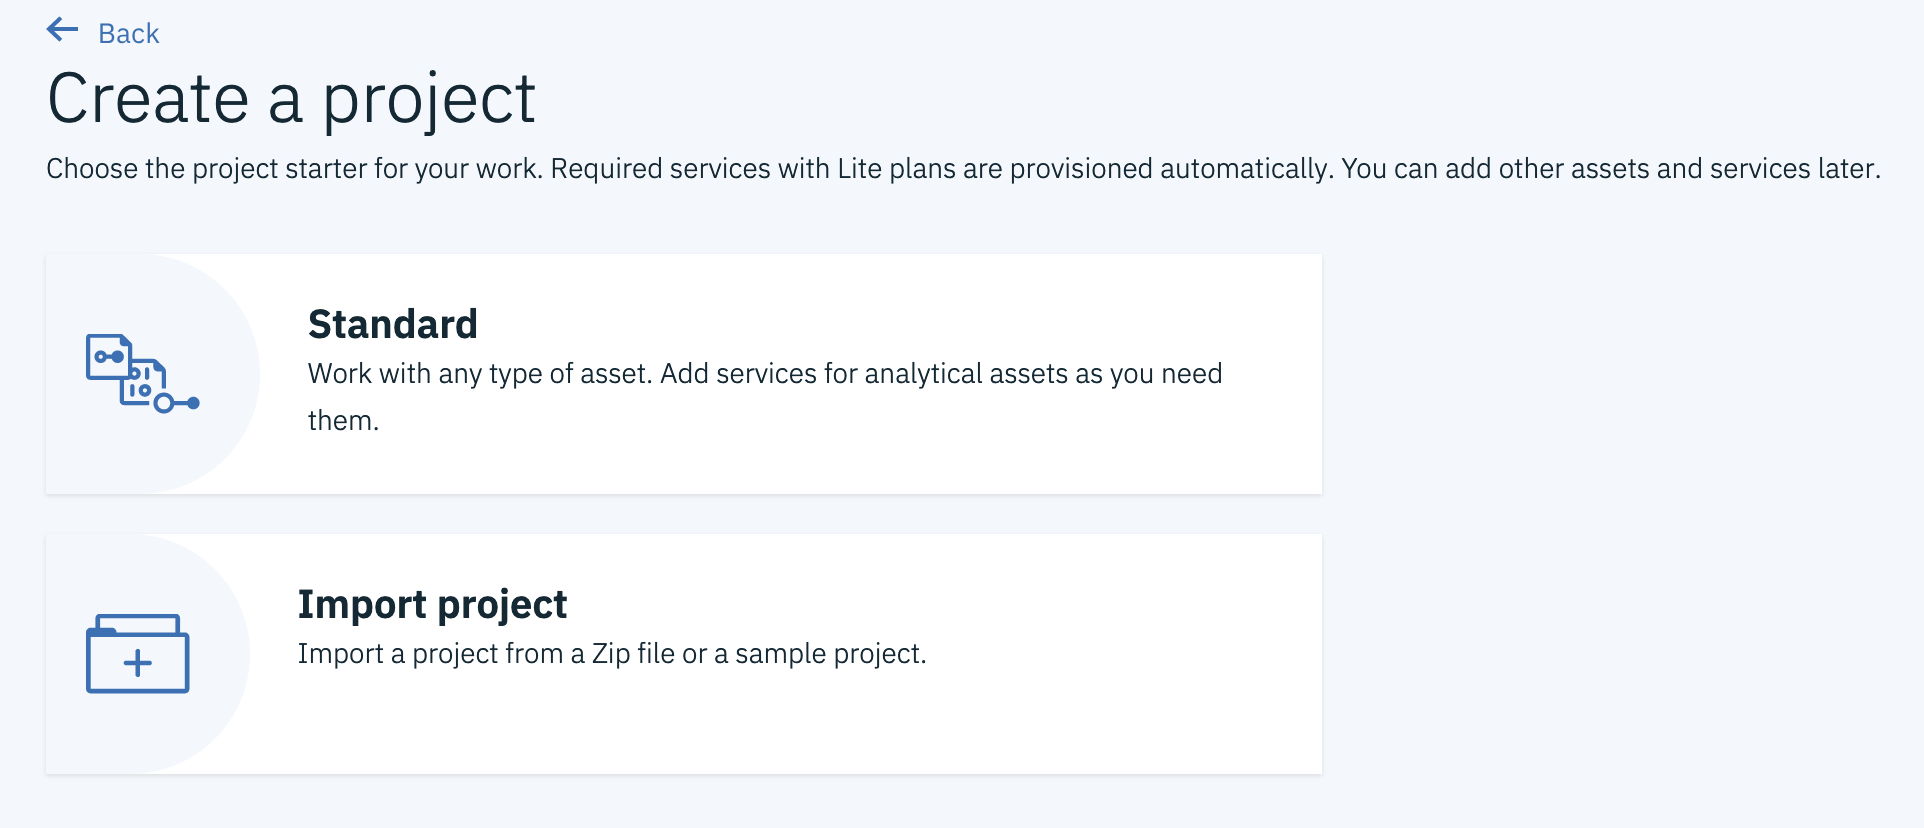 Back
Create a project
Choose the project starter for your work. Required services with Lite plans are provisioned automatically. You can add other assets and services later.
Standard
Work with any type of asset. Add services for analytical assets as you need
them.
Import project
Import a project from a Zip file or a sample project.